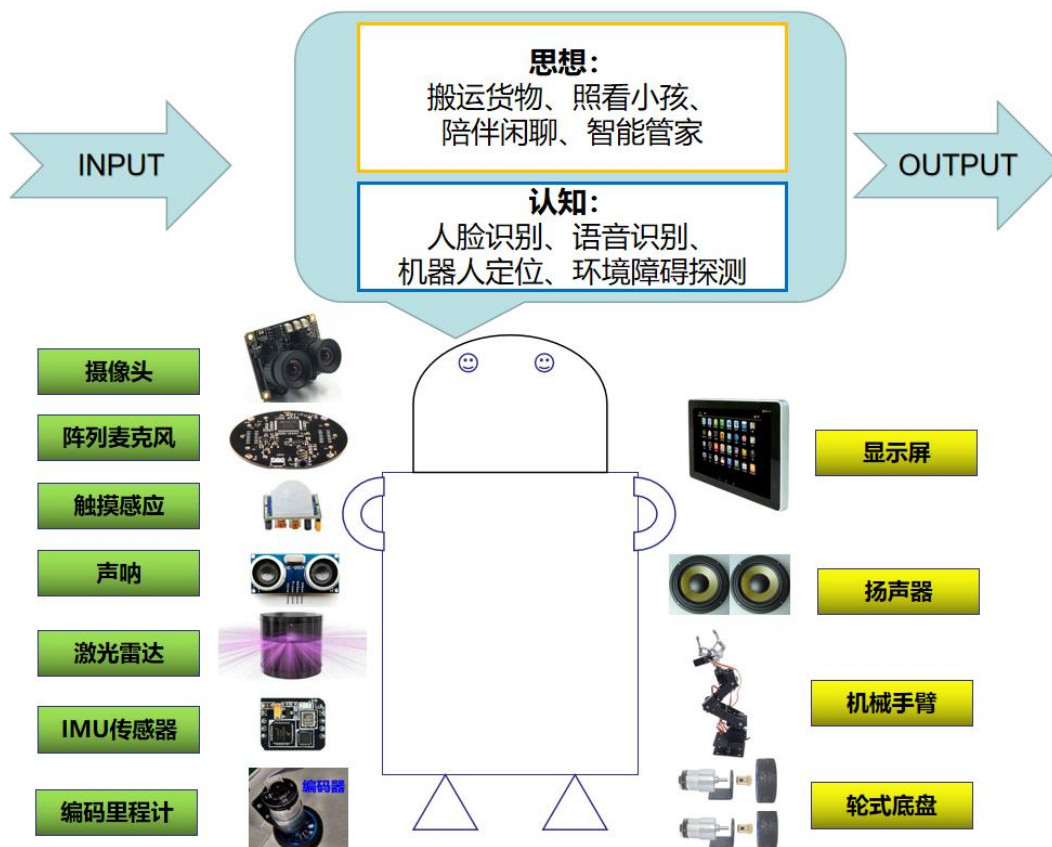 思想：
搬运货物、照看小孩、
陪伴闲聊、智能管家
INPUT
OUTPUT
认知：
人脸识别、语音识别、
机器人定位、环境障碍探测
摄像头
阵列麦克风
显示屏
触摸感应
声呐
扬声器
激光雷达
IMU传感器
机械手臂
编码器
编码里程计
轮式底盘